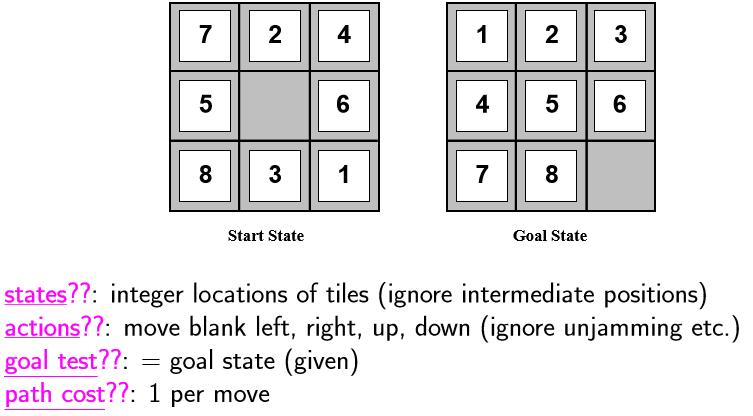 7 2 4
5 6
8 3 1
Start State
1 2 3
4 5 6
7 8
Goal State
states??: integer locations of tiles (ignore intermediate positions)
actions??: move blank left, right, up, down (ignore unjamming etc.)
goal test??: = goal state (given)
path cost??: 1 per move